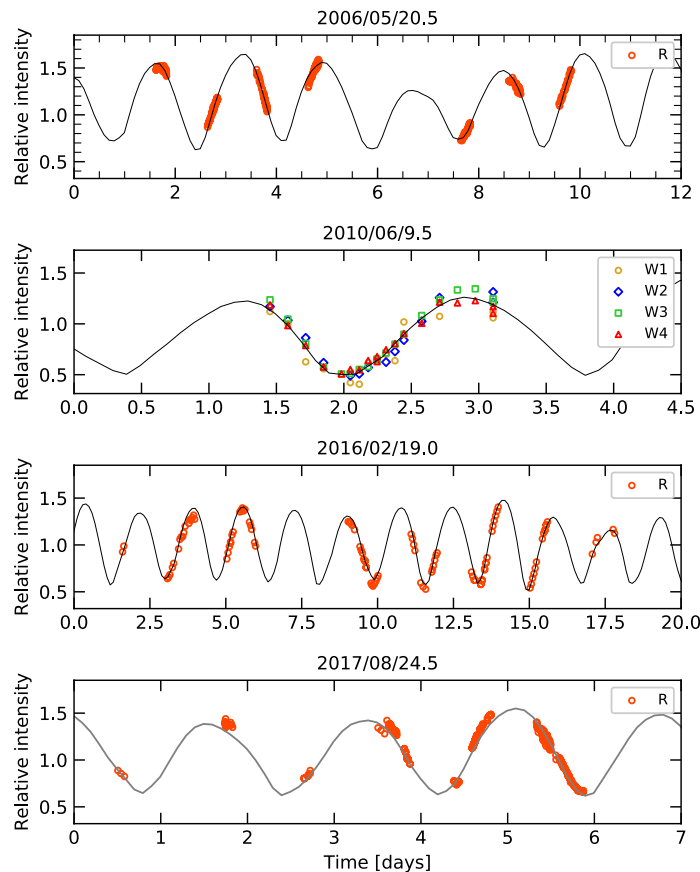 2006/05/20.5
Relative intensity
1.5
1.0
0.5
R
0 2 4 6 8 10 12
2010/06/9.5
Relative intensity
1.5
1.0
0.5
W1
W2
W3
W4
0.0 0.5 1.0 1.5 2.0 2.5 3.0 3.5 4.0 4.5
2016/02/19.0
Relative intensity
1.5
1.0
0.5
R
0.0 2.5 5.0 7.5 10.0 12.5 15.0 17.5 20.0
2017/08/24.5
Relative intensity
1.5
1.0
0.5
R
0 1 2 3 4 5 6 7
Time [days]